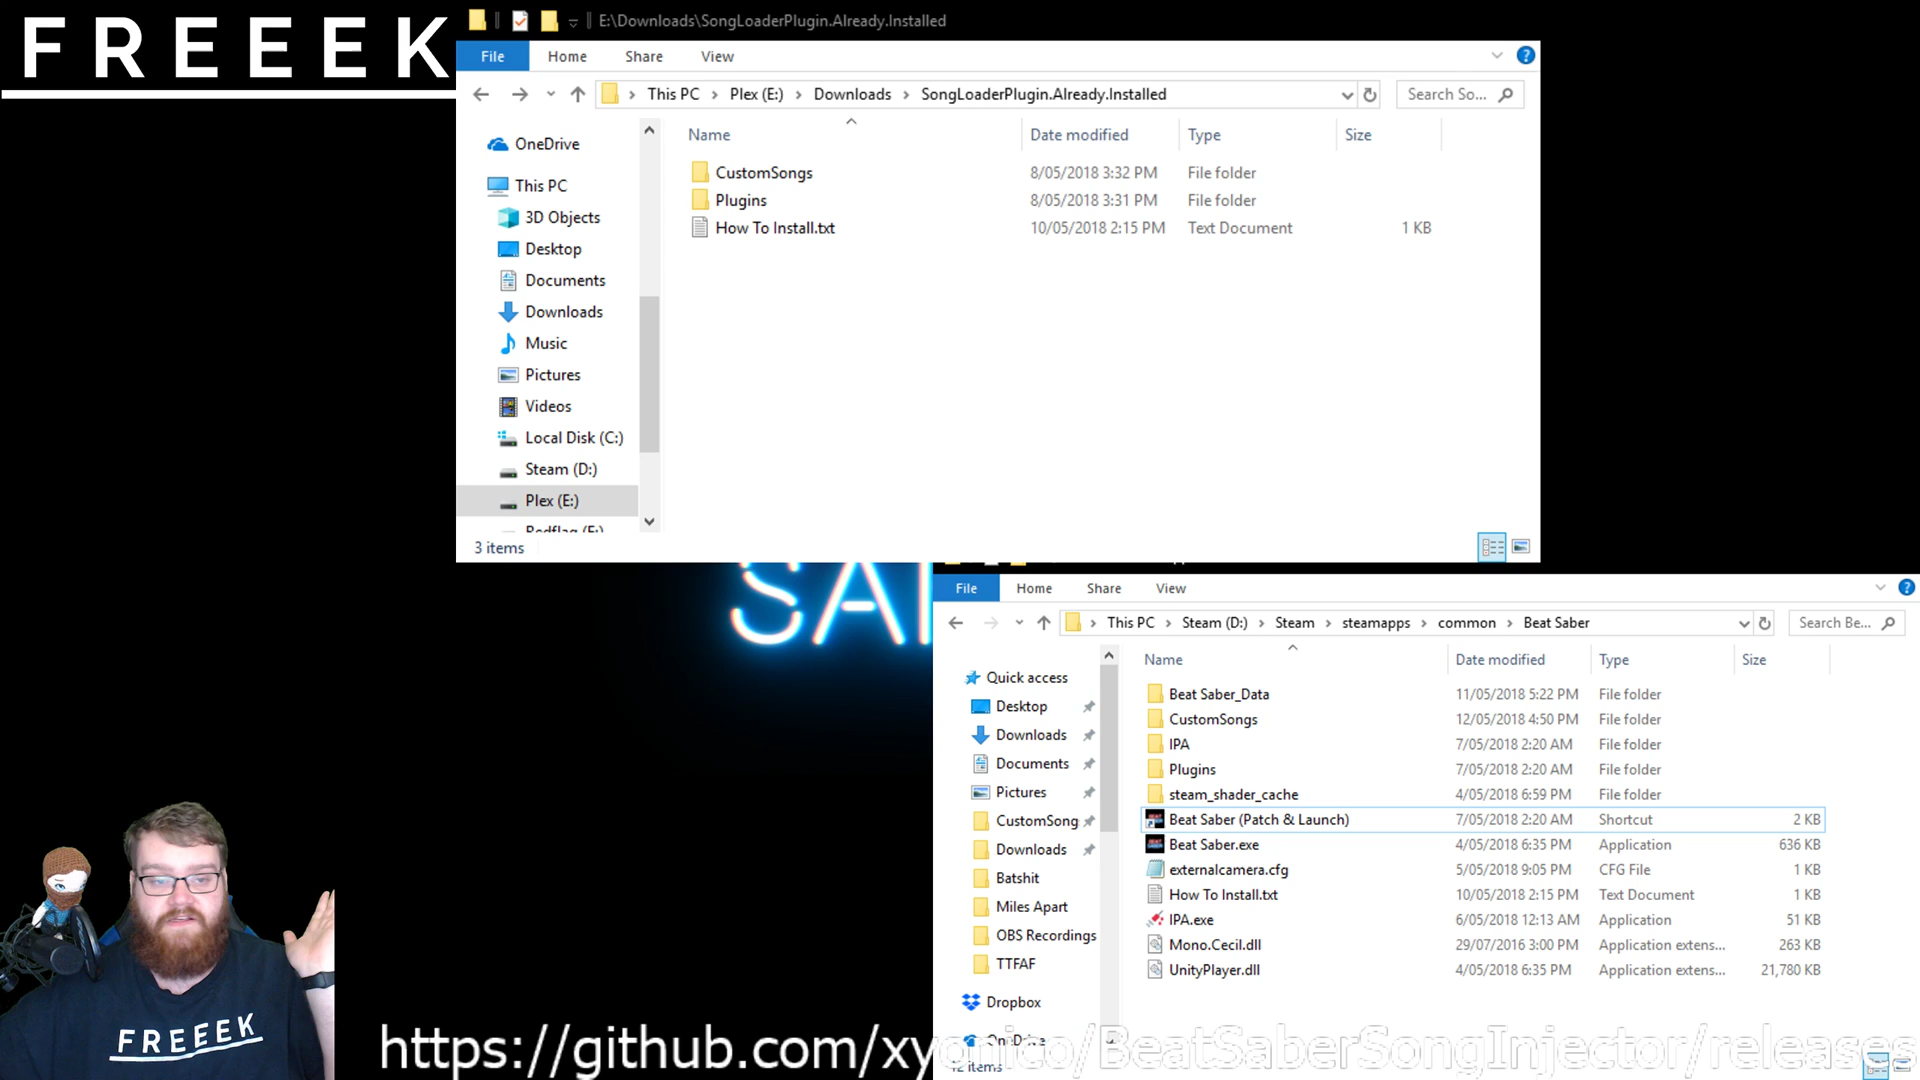 FREEEK
E:\Downloads\SongLoaderPlugin.Already.Installed
File Home Share View
This PC Plex (E:) Downloads SongLoaderPlugin.Already.Installed Search So...
Name Date modified Type Size
OneDrive
This PC
3D Objects
Desktop
Documents
Downloads
Music
Pictures
Videos
Local Disk (C:)
Steam (D:)
Plex (E:)
CustomSongs 8/05/2018 3:32 PM File folder
Plugins 8/05/2018 3:31 PM File folder
How To Install.txt 10/05/2018 2:15 PM Text Document 1 KB
3 items
File Home Share View
This PC Steam (D:) Steam steamapps common Beat Saber Search Be...
Name Date modified Type Size
Quick access
Desktop
Downloads
Documents
Pictures
CustomSong
Downloads
Batshit
Miles Apart
OBS Recordings
TTFAF
Dropbox
OneDrive
Beat Saber_Data 11/05/2018 5:22 PM File folder
CustomSongs 12/05/2018 4:50 PM File folder
IPA 7/05/2018 2:20 AM File folder
Plugins 7/05/2018 2:20 AM File folder
steam_shader_cache 4/05/2018 6:59 PM File folder
Beat Saber (Patch & Launch) 7/05/2018 2:20 AM Shortcut 2 KB
Beat Saber.exe 4/05/2018 6:35 PM Application 636 KB
externalcamera.cfg 5/05/2018 9:05 PM CFG File 1 KB
How To Install.txt 10/05/2018 2:15 PM Text Document 1 KB
IPA.exe 6/05/2018 12:13 AM Application 51 KB
Mono.Cecil.dll 29/07/2016 3:00 PM Application extens... 263 KB
UnityPlayer.dll 4/05/2018 6:35 PM Application extens... 21,780 KB
12 items
FREEEK
https://github.com/xyonico/BeatSaberSongInjector/releases